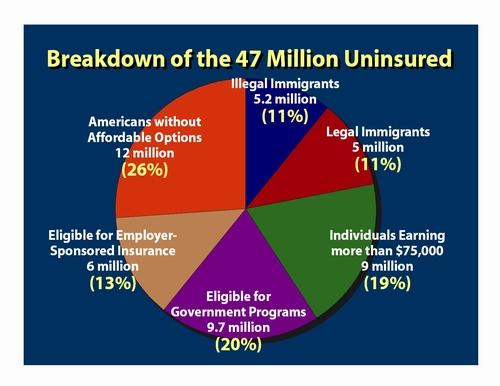 Breakdown of the 47 Million Uninsured
Illegal Immigrants
5.2 million
(11%)
Legal Immigrants
5 million
(11%)
Individuals Earning
more than $75,000
9 million
(19%)
Eligible for
Government Programs
9.7 million
(20%)
Eligible for Employer-
Sponsored Insurance
6 million
(13%)
Americans without
Affordable Options
12 million
(26%)